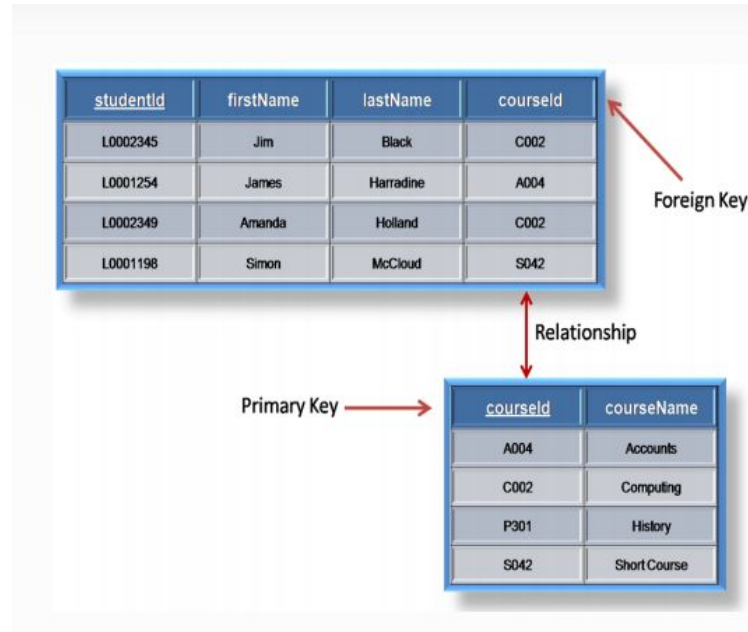 studentId firstName lastName courseId
L0002345 Jim Black C002
L0001254 James Harradine A004
Foreign Key
L0002349 Amanda Holland C002
L0001198 Simon McCloud S042
Relationship
Primary Key
courseId courseName
A004 Accounts
C002 Computing
P301 History
S042 Short Course